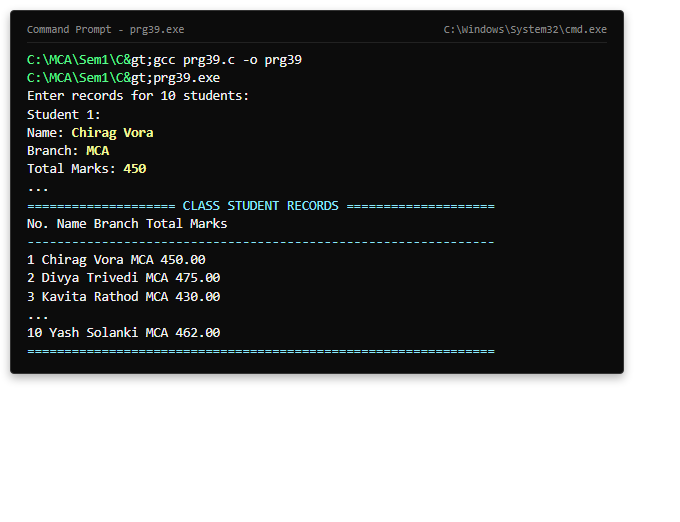 Command Prompt - prg39.exe C:\Windows\System32\cmd.exe
C:\MCA\Sem1\C&gt;gcc prg39.c -o prg39
C:\MCA\Sem1\C&gt;prg39.exe
Enter records for 10 students:
Student 1:
Name: Chirag Vora
Branch: MCA
Total Marks: 450
...
==================== CLASS STUDENT RECORDS ====================
No. Name Branch Total Marks
---------------------------------------------------------------
1 Chirag Vora MCA 450.00
2 Divya Trivedi MCA 475.00
3 Kavita Rathod MCA 430.00
...
10 Yash Solanki MCA 462.00
===============================================================